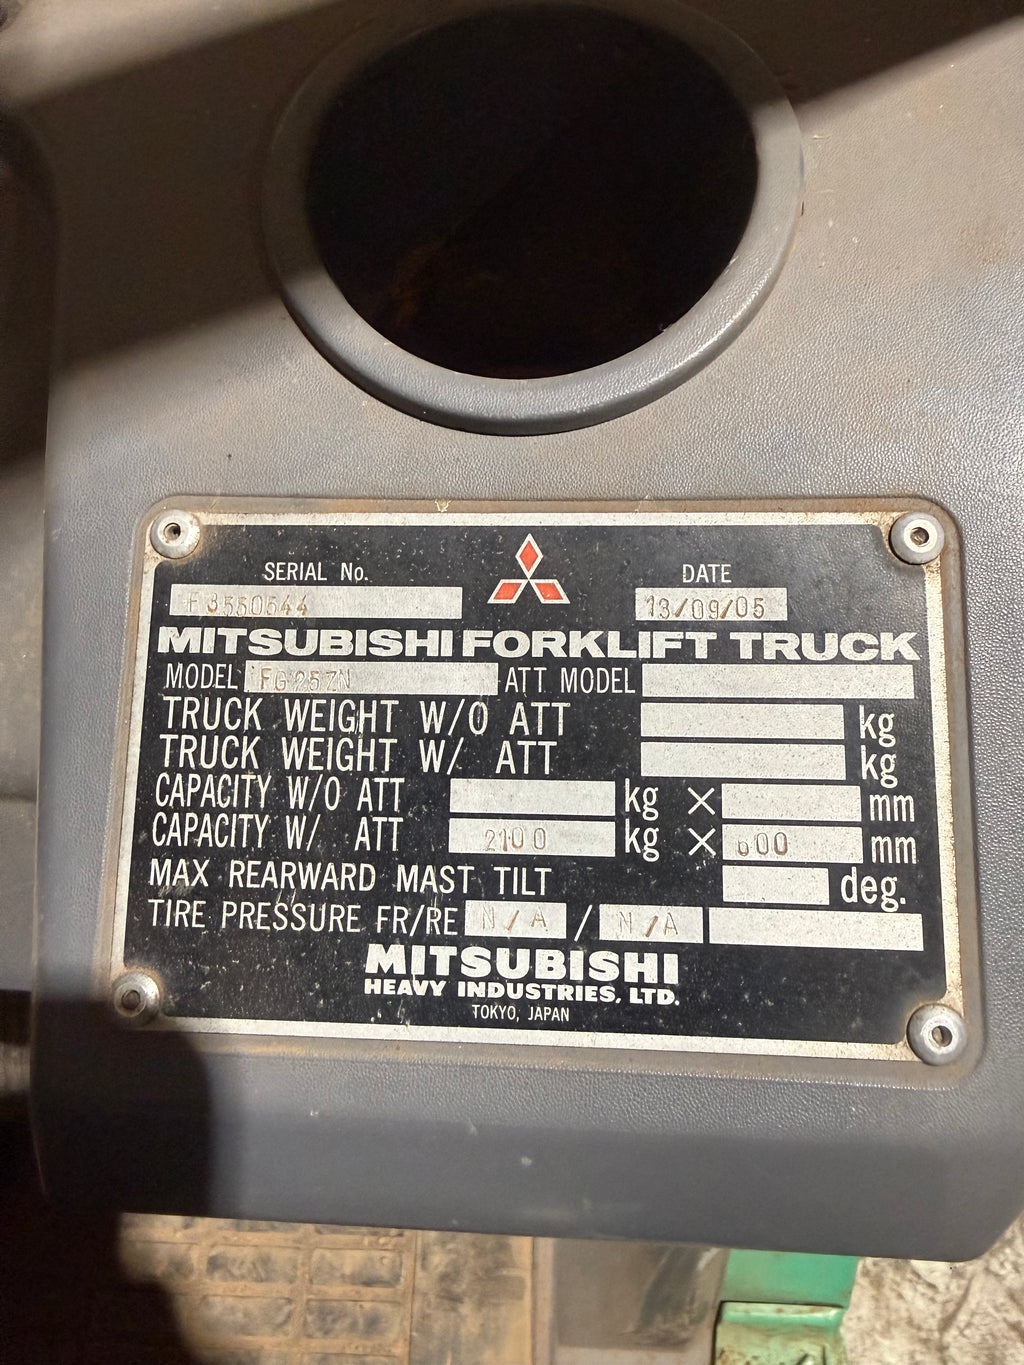 SERIAL No. DATE
F3550544 13/09/05
MITSUBISHI FORKLIFT TRUCK
MODEL FG25ZN ATT MODEL
TRUCK WEIGHT W/O ATT kg
TRUCK WEIGHT W/ ATT kg
CAPACITY W/O ATT kg × mm
CAPACITY W/ ATT 2100 kg × 600 mm
MAX REARWARD MAST TILT deg.
TIRE PRESSURE FR/RE N/A / N/A
MITSUBISHI
HEAVY INDUSTRIES, LTD.
TOKYO, JAPAN